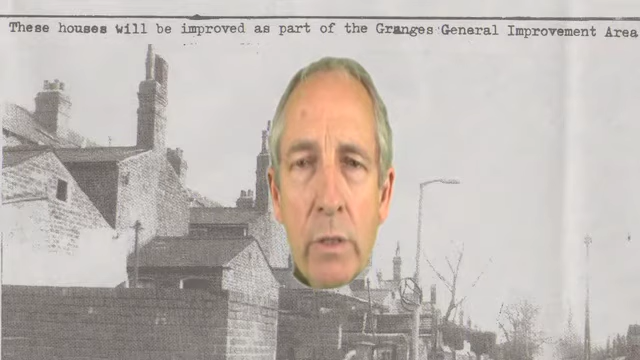 These houses will be improved as part of the Granges General Improvement Area